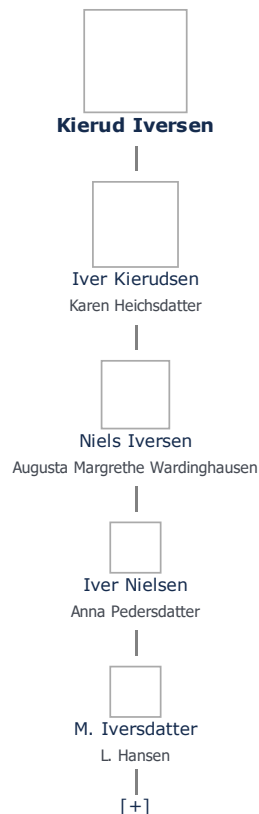 Kierud Iversen
Iver Kierudsen
Karen Heichsdatter
Niels Iversen
Augusta Margrethe Wardinghausen
Iver Nielsen
Anna Pedersdatter
M. Iversdatter
L. Hansen
[+]